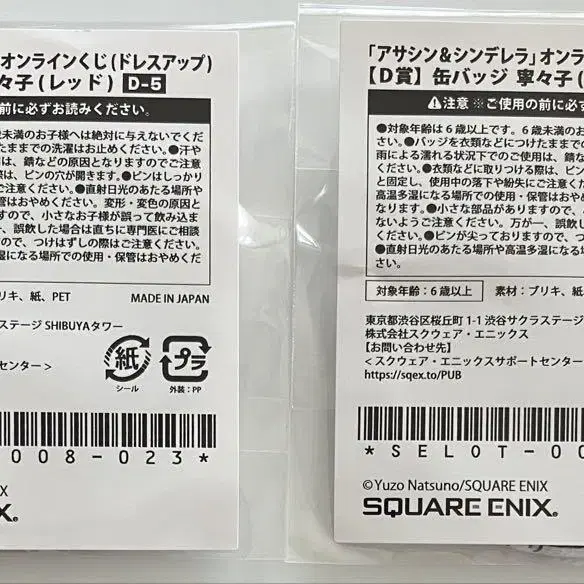 オンラインくじ(ドレスアップ)
々子(レッド) D-5
前に必ずお読みください。
歳未満のお子様へは絶対に与えないでくだ
たままでの洗濯はお止めください。●汗や
は、錆などの原因となりますのでご注意
際は、ピンの穴が開きます。●ピンはしっかり
ご注意ください。●直射日光のあたる場所や
管はおやめください。変形・変色の原因と
すので、小さなお子様が誤って飲み込ま
一、誤飲した場合は直ちに専門医にご相談
ので、つけはずしの際はご注意ください。
湿になる場所での使用・保管はおやめくだ
リキ、紙、PET
MADE IN JAPAN
ステージ SHIBUYAタワー
センター>
紙
シール
プラ
外装:PP
008-023*
X
IX.
「アサシン&シンデレラ」オンラ
【D賞】缶バッジ 寧々子(
注意 ※ご使用の前に必ず
●対象年齢は6歳以上です。6歳未満のお
●バッジを衣類などにつけたままでの
雨による濡れる状況下でのご使用は、錆
ください。●衣類などに取りつける際は、ピ
と固定し、使用中の落下や紛失にご注意
高温多湿になる場所での使用・保管はおや
なります。●小さな部品がありますので、
ないようご注意ください。万が一、誤飲
ください。●ピンが尖っておりますので、つ
●直射日光のあたる場所や高温多湿になる
さい。
対象年齢:6歳以上
素材:ブリキ、紙
東京都渋谷区桜丘町1-1 渋谷サクラステージ
株式会社スクウェア・エニックス
【お問い合わせ先】
<スクウェア・エニックスサポートセンター
https://sqex.to/PUB
*SEL0T-00
©Yuzo Natsuno/SQUARE ENIX
SQUARE ENIX.